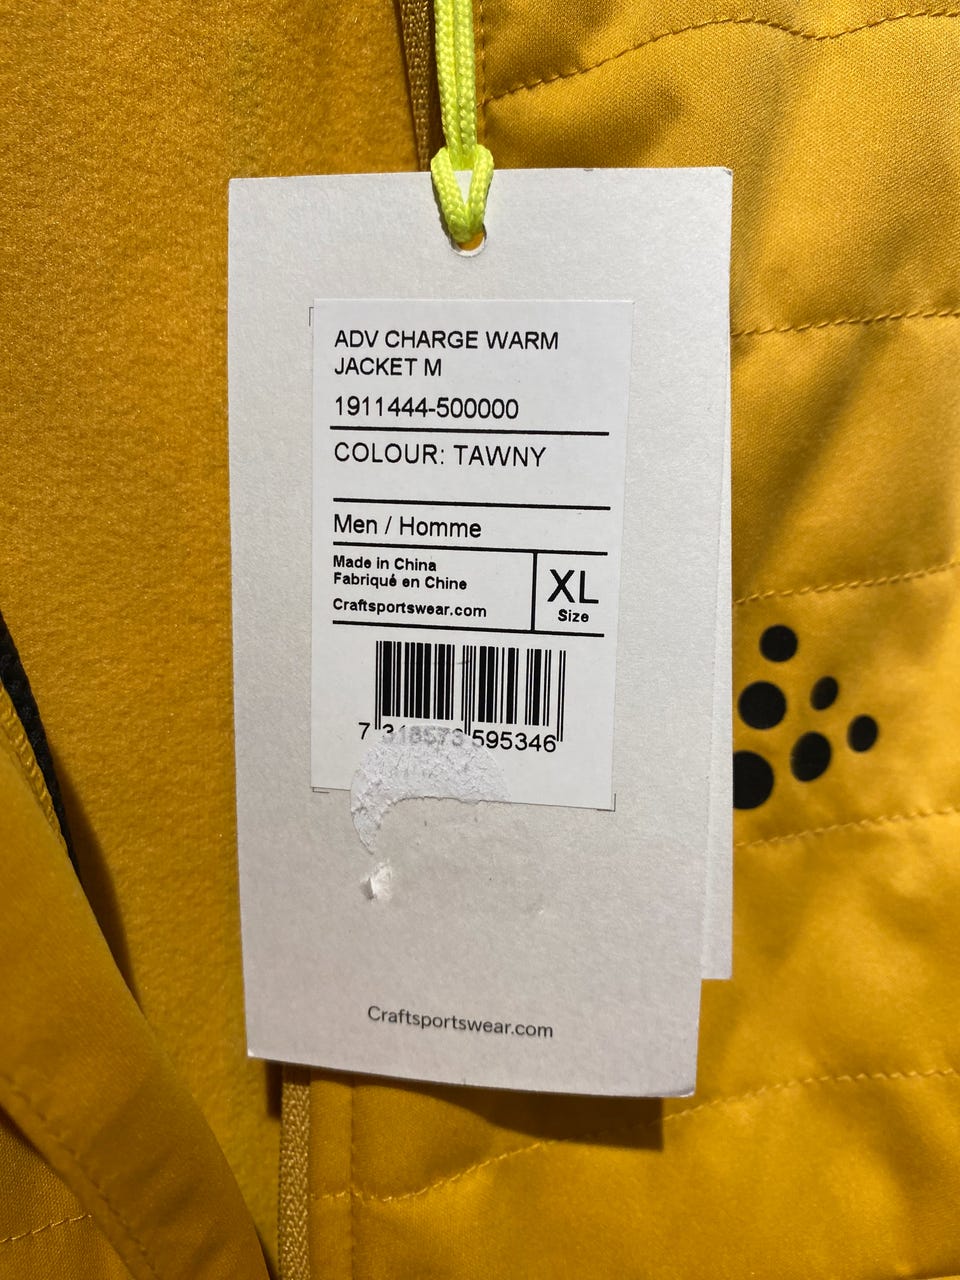 ADV CHARGE WARM
JACKET M
1911444-500000
COLOUR: TAWNY
Men / Homme
Made in China
Fabriqué en Chine
Craftsportswear.com
XL
Size
7 318573 595346
Craftsportswear.com